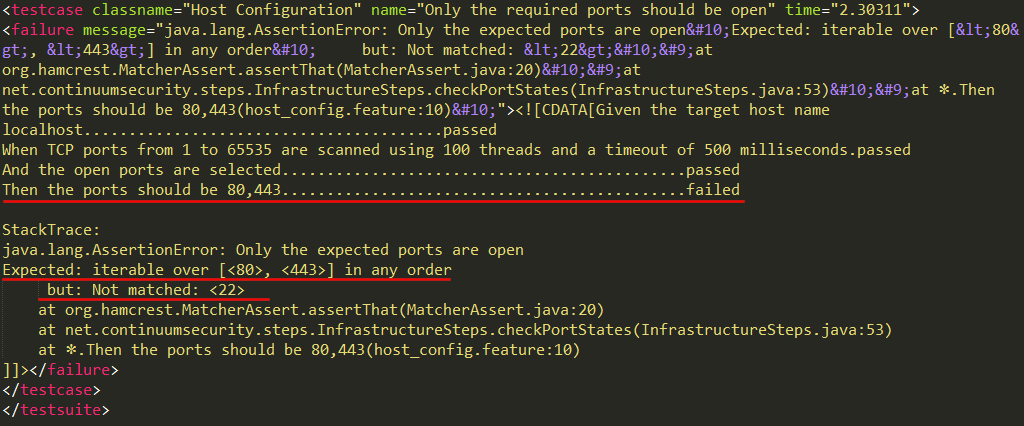 <testcase classname="Host Configuration" name="Only the required ports should be open" time="2.30311">
<failure message="java.lang.AssertionError: Only the expected ports are open&#10;Expected: iterable over [&lt;80&
gt;, &lt;443&gt;] in any order&#10;     but: Not matched: &lt;22&gt;&#10;&#9;at
org.hamcrest.MatcherAssert.assertThat(MatcherAssert.java:20)&#10;&#9;at
net.continuumsecurity.steps.InfrastructureSteps.checkPortStates(InfrastructureSteps.java:53)&#10;&#9;at ✽.Then
the ports should be 80,443(host_config.feature:10)&#10;"><![CDATA[Given the target host name
localhost........................................passed
When TCP ports from 1 to 65535 are scanned using 100 threads and a timeout of 500 milliseconds.passed
And the open ports are selected.............................................passed
Then the ports should be 80,443.............................................failed
StackTrace:
java.lang.AssertionError: Only the expected ports are open
Expected: iterable over [<80>, <443>] in any order
     but: Not matched: <22>
    at org.hamcrest.MatcherAssert.assertThat(MatcherAssert.java:20)
    at net.continuumsecurity.steps.InfrastructureSteps.checkPortStates(InfrastructureSteps.java:53)
    at ✽.Then the ports should be 80,443(host_config.feature:10)
]]></failure>
</testcase>
</testsuite>